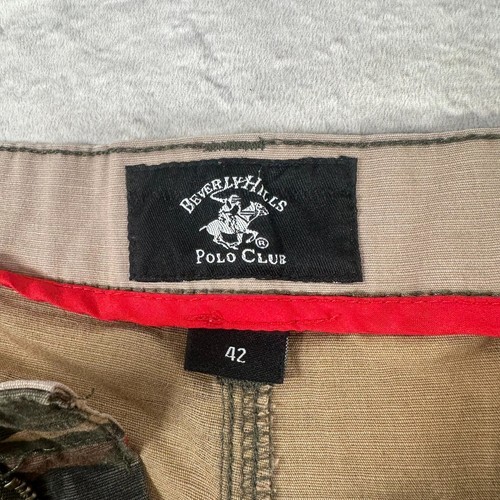 BEVERLY HILLS
®
POLO CLUB
42